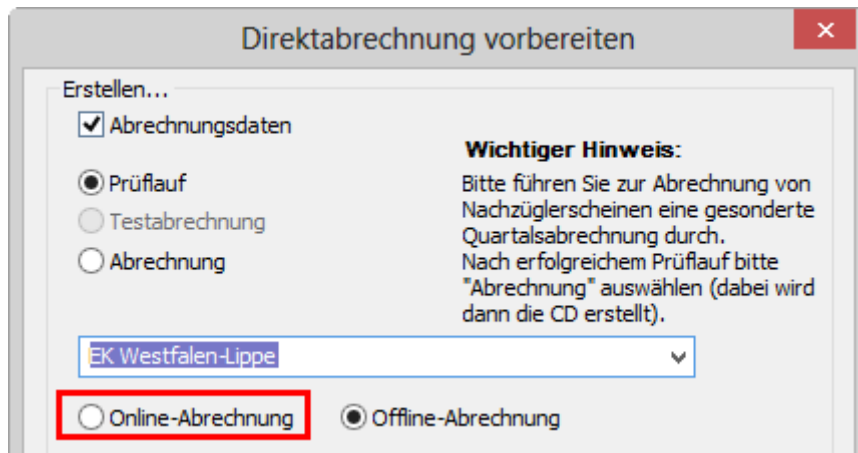 Direktabrechnung vorbereiten
Erstellen...
Abrechnungsdaten
Prüflauf
Testabrechnung
Abrechnung
Wichtiger Hinweis:
Bitte führen Sie zur Abrechnung von
Nachzüglerscheinen eine gesonderte
Quartalsabrechnung durch.
Nach erfolgreichem Prüflauf bitte
"Abrechnung" auswählen (dabei wird
dann die CD erstellt).
EK Westfalen-Lippe
Online-Abrechnung
Offline-Abrechnung